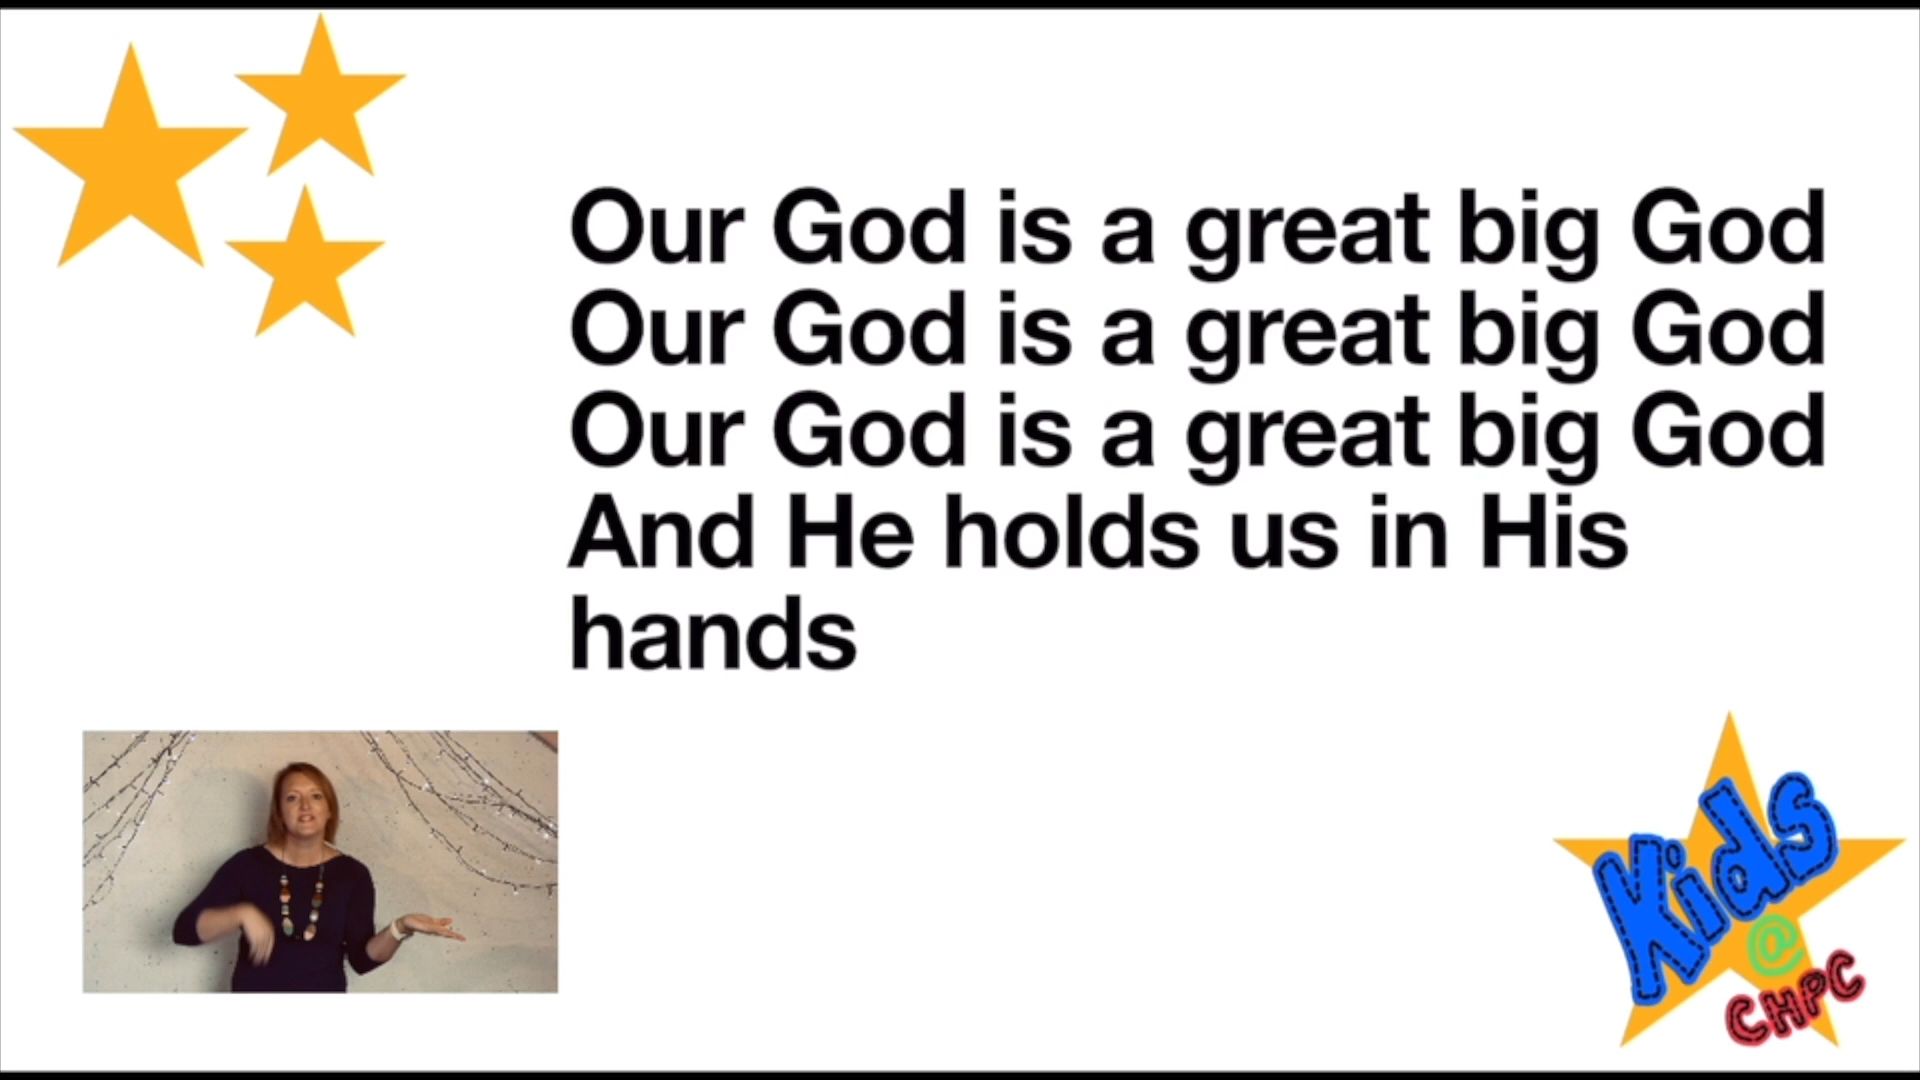 Our God is a great big God
Our God is a great big God
Our God is a great big God
And He holds us in His
hands
Kids
@
CHPC